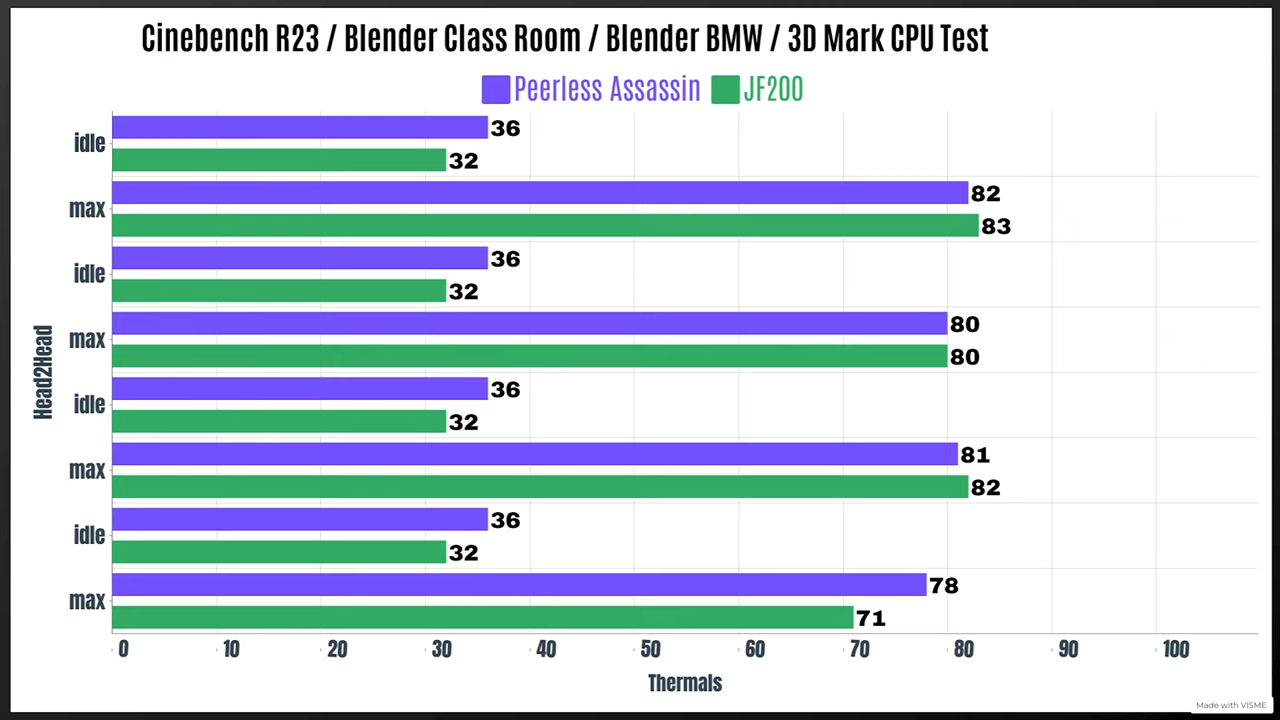 Cinebench R23 / Blender Class Room / Blender BMW / 3D Mark CPU Test
Peerless Assassin JF200
idle
36
32
max
82
83
idle
36
32
max
80
80
idle
36
32
max
81
82
idle
36
32
max
78
71
Head2Head
0 10 20 30 40 50 60 70 80 90 100
Thermals
Made with VISME